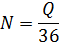 N = Q/36